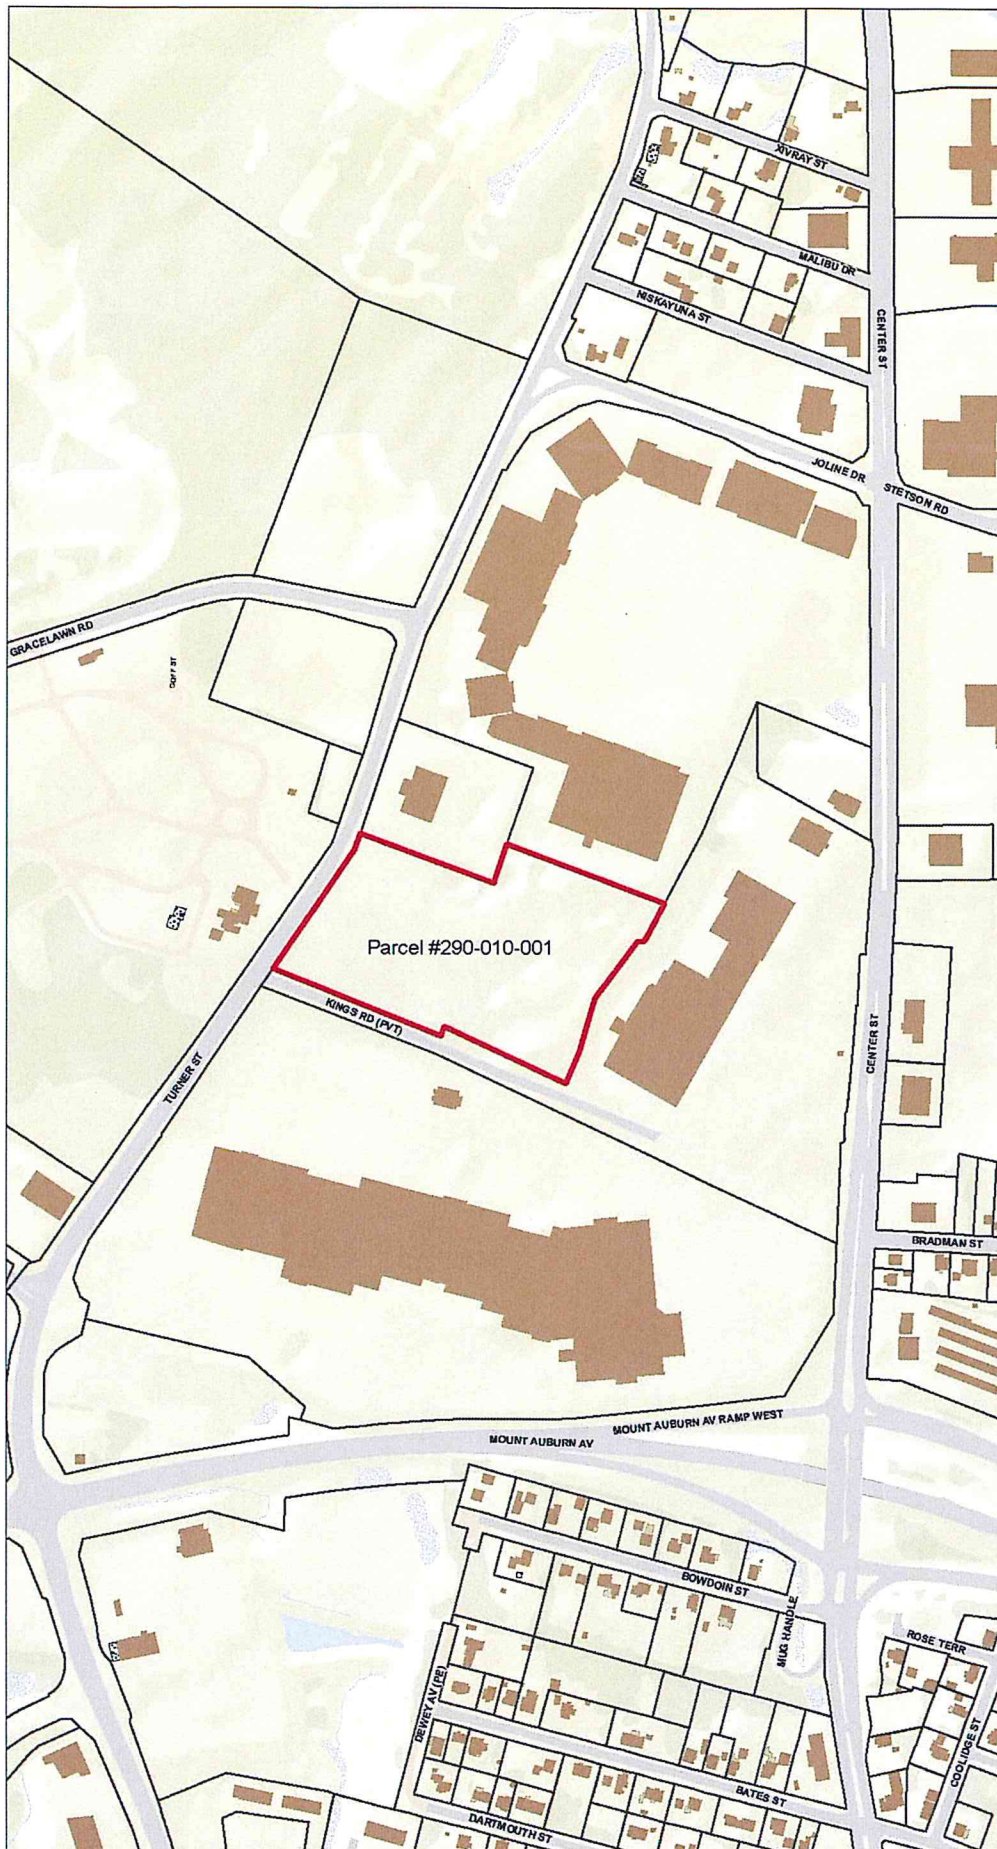 XIVRAY ST
MALIBU DR
NISKAYUNA ST
CENTER ST
JOLINE DR
STETSON RD
GRACELAWN RD
GOFF ST
Parcel #290-010-001
KINGS RD (PVT)
TURNER ST
CENTER ST
BRADMAN ST
MOUNT AUBURN AV RAMP WEST
MOUNT AUBURN AV
BOWDOIN ST
MUG HANDLE
ROSE TERR
DEWEY AV (PE)
COOLIDGE ST
BATES ST
DARTMOUTH ST